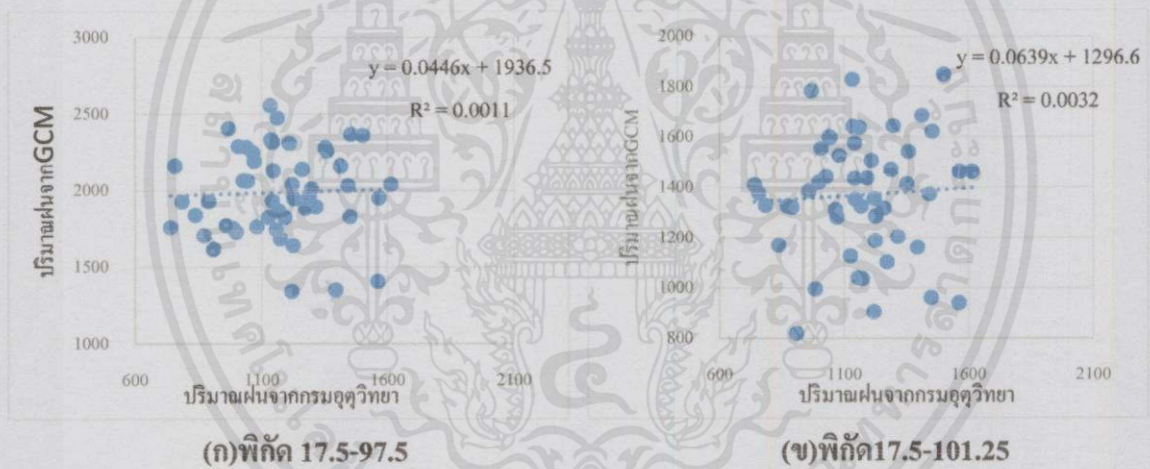 3000
2500
2000
1500
1000
600
1100
1600
2100
y = 0.0446x + 1936.5
R² = 0.0011
ปริมาณฝนจากGCM
ปริมาณฝนจากกรมอุตุวิทยา
(ก)พิกัด 17.5-97.5
2000
1800
1600
1400
1200
1000
800
600
1100
1600
2100
y = 0.0639x + 1296.6
R² = 0.0032
ปริมาณฝนจากGCM
ปริมาณฝนจากกรมอุตุวิทยา
(ข)พิกัด17.5-101.25